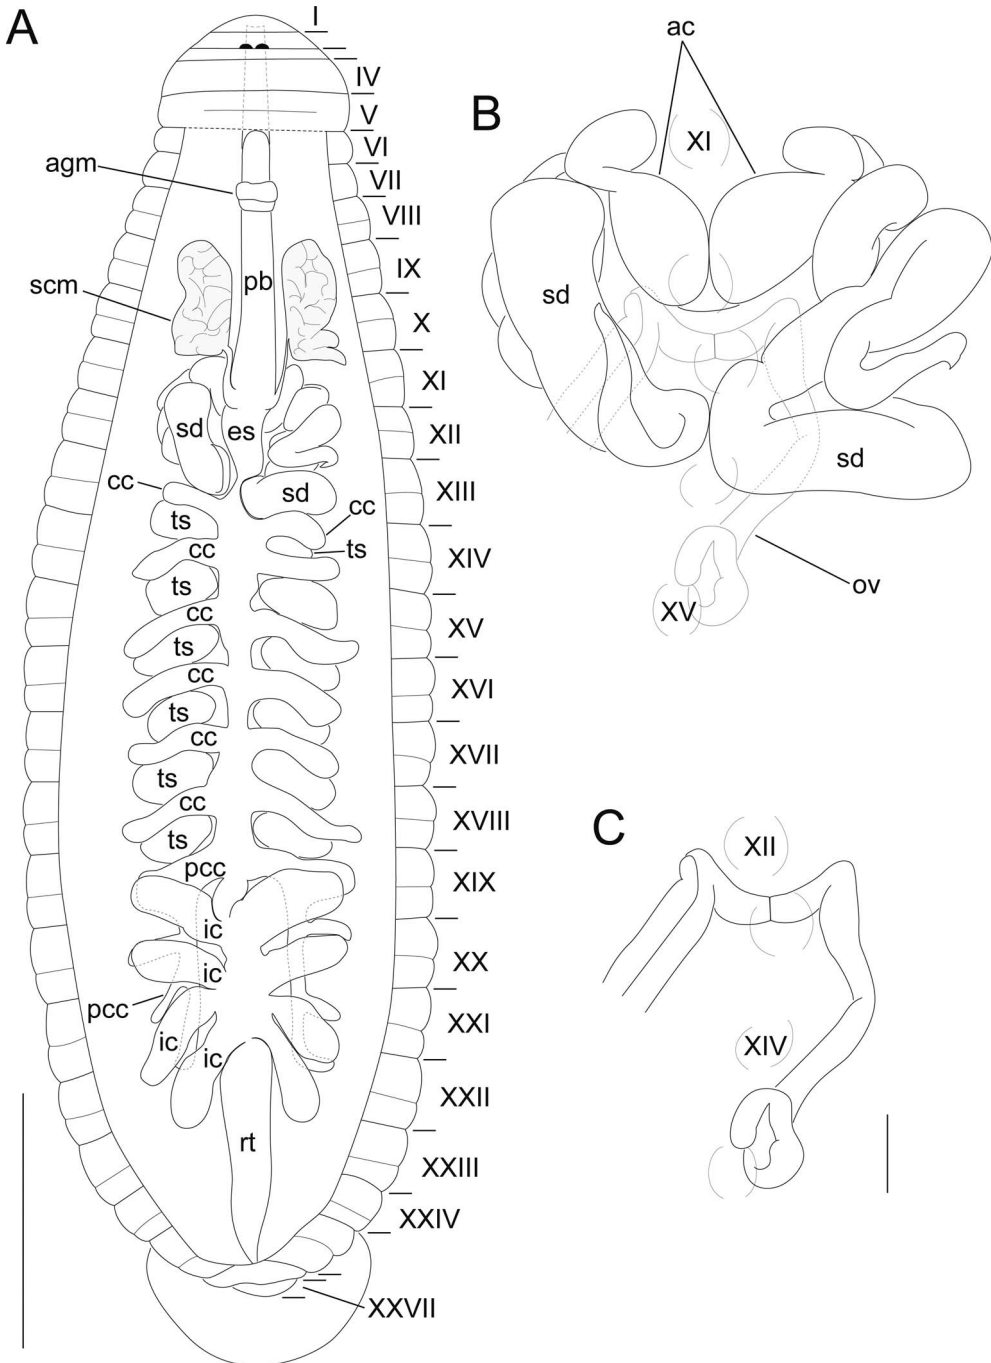 A
I
IV
V
VI
agm
VII
VIII
IX
pb
scm
X
XI
sd
es
XII
cc
sd
XIII
ts
cc
cc
ts
XIV
ts
cc
XV
ts
cc
XVI
ts
cc
XVII
ts
cc
XVIII
ts
pcc
XIX
ic
XX
ic
pcc
XXI
ic
ic
XXII
rt
XXIII
XXIV
XXVII
B
ac
XI
sd
sd
ov
XV
C
XII
XIV